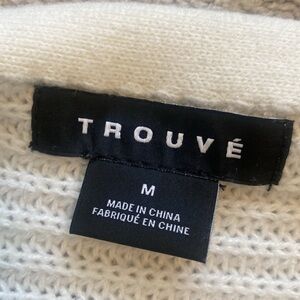 TROUVÉ
M
MADE IN CHINA
FABRIQUÉ EN CHINE